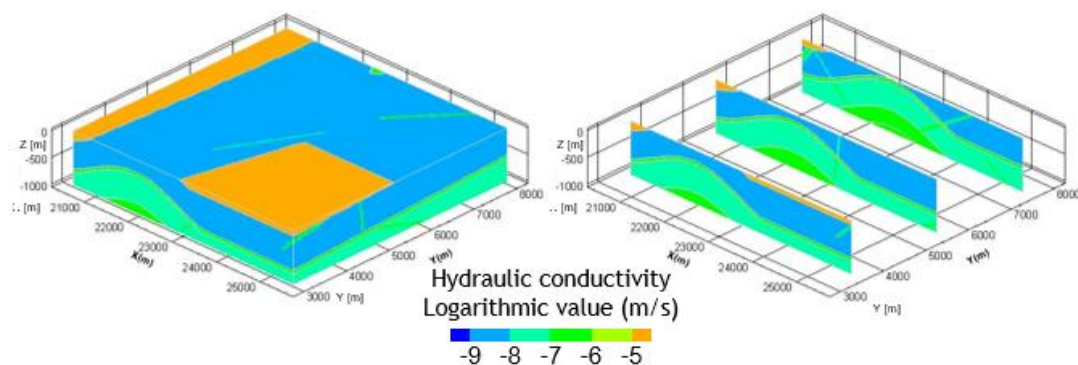 0
Z [m]
-500
-1000
:. [m]
21000
22000
X(m)
23000
24000
25000
3000
Y [m]
4000
5000
Y(m)
6000
7000
8000
0
Z [m]
-500
-1000
.. [m]
21000
22000
X(m)
23000
24000
25000
3000
Y [m]
4000
5000
Y(m)
6000
7000
8000
Hydraulic conductivity
Logarithmic value (m/s)
-9 -8 -7 -6 -5